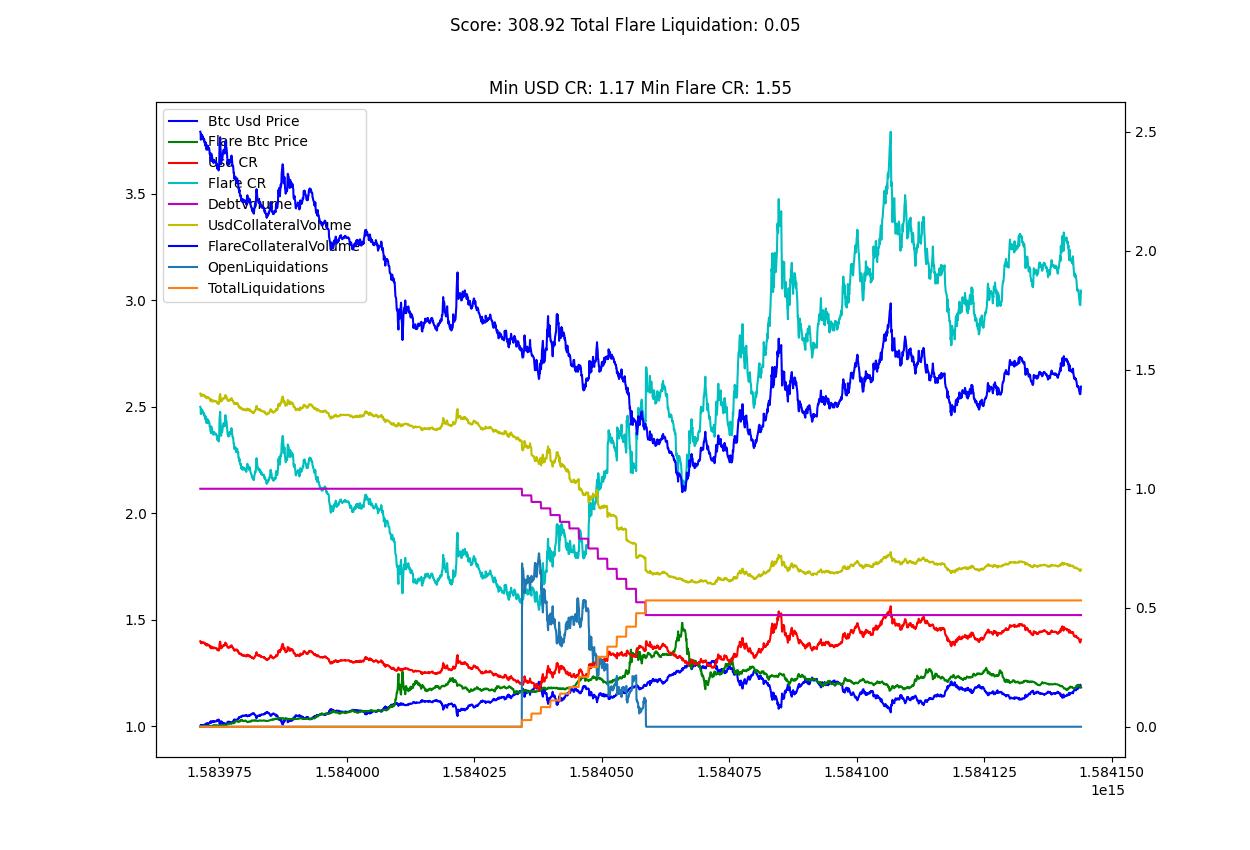 Score: 308.92 Total Flare Liquidation: 0.05
Min USD CR: 1.17 Min Flare CR: 1.55
Btc Usd Price
Flare Btc Price
Usd CR
Flare CR
DebtVolume
UsdCollateralVolume
FlareCollateralVolume
OpenLiquidations
TotalLiquidations
3.5
3.0
2.5
2.0
1.5
1.0
2.5
2.0
1.5
1.0
0.5
0.0
1.583975 1.584000 1.584025 1.584050 1.584075 1.584100 1.584125 1.584150
1e15